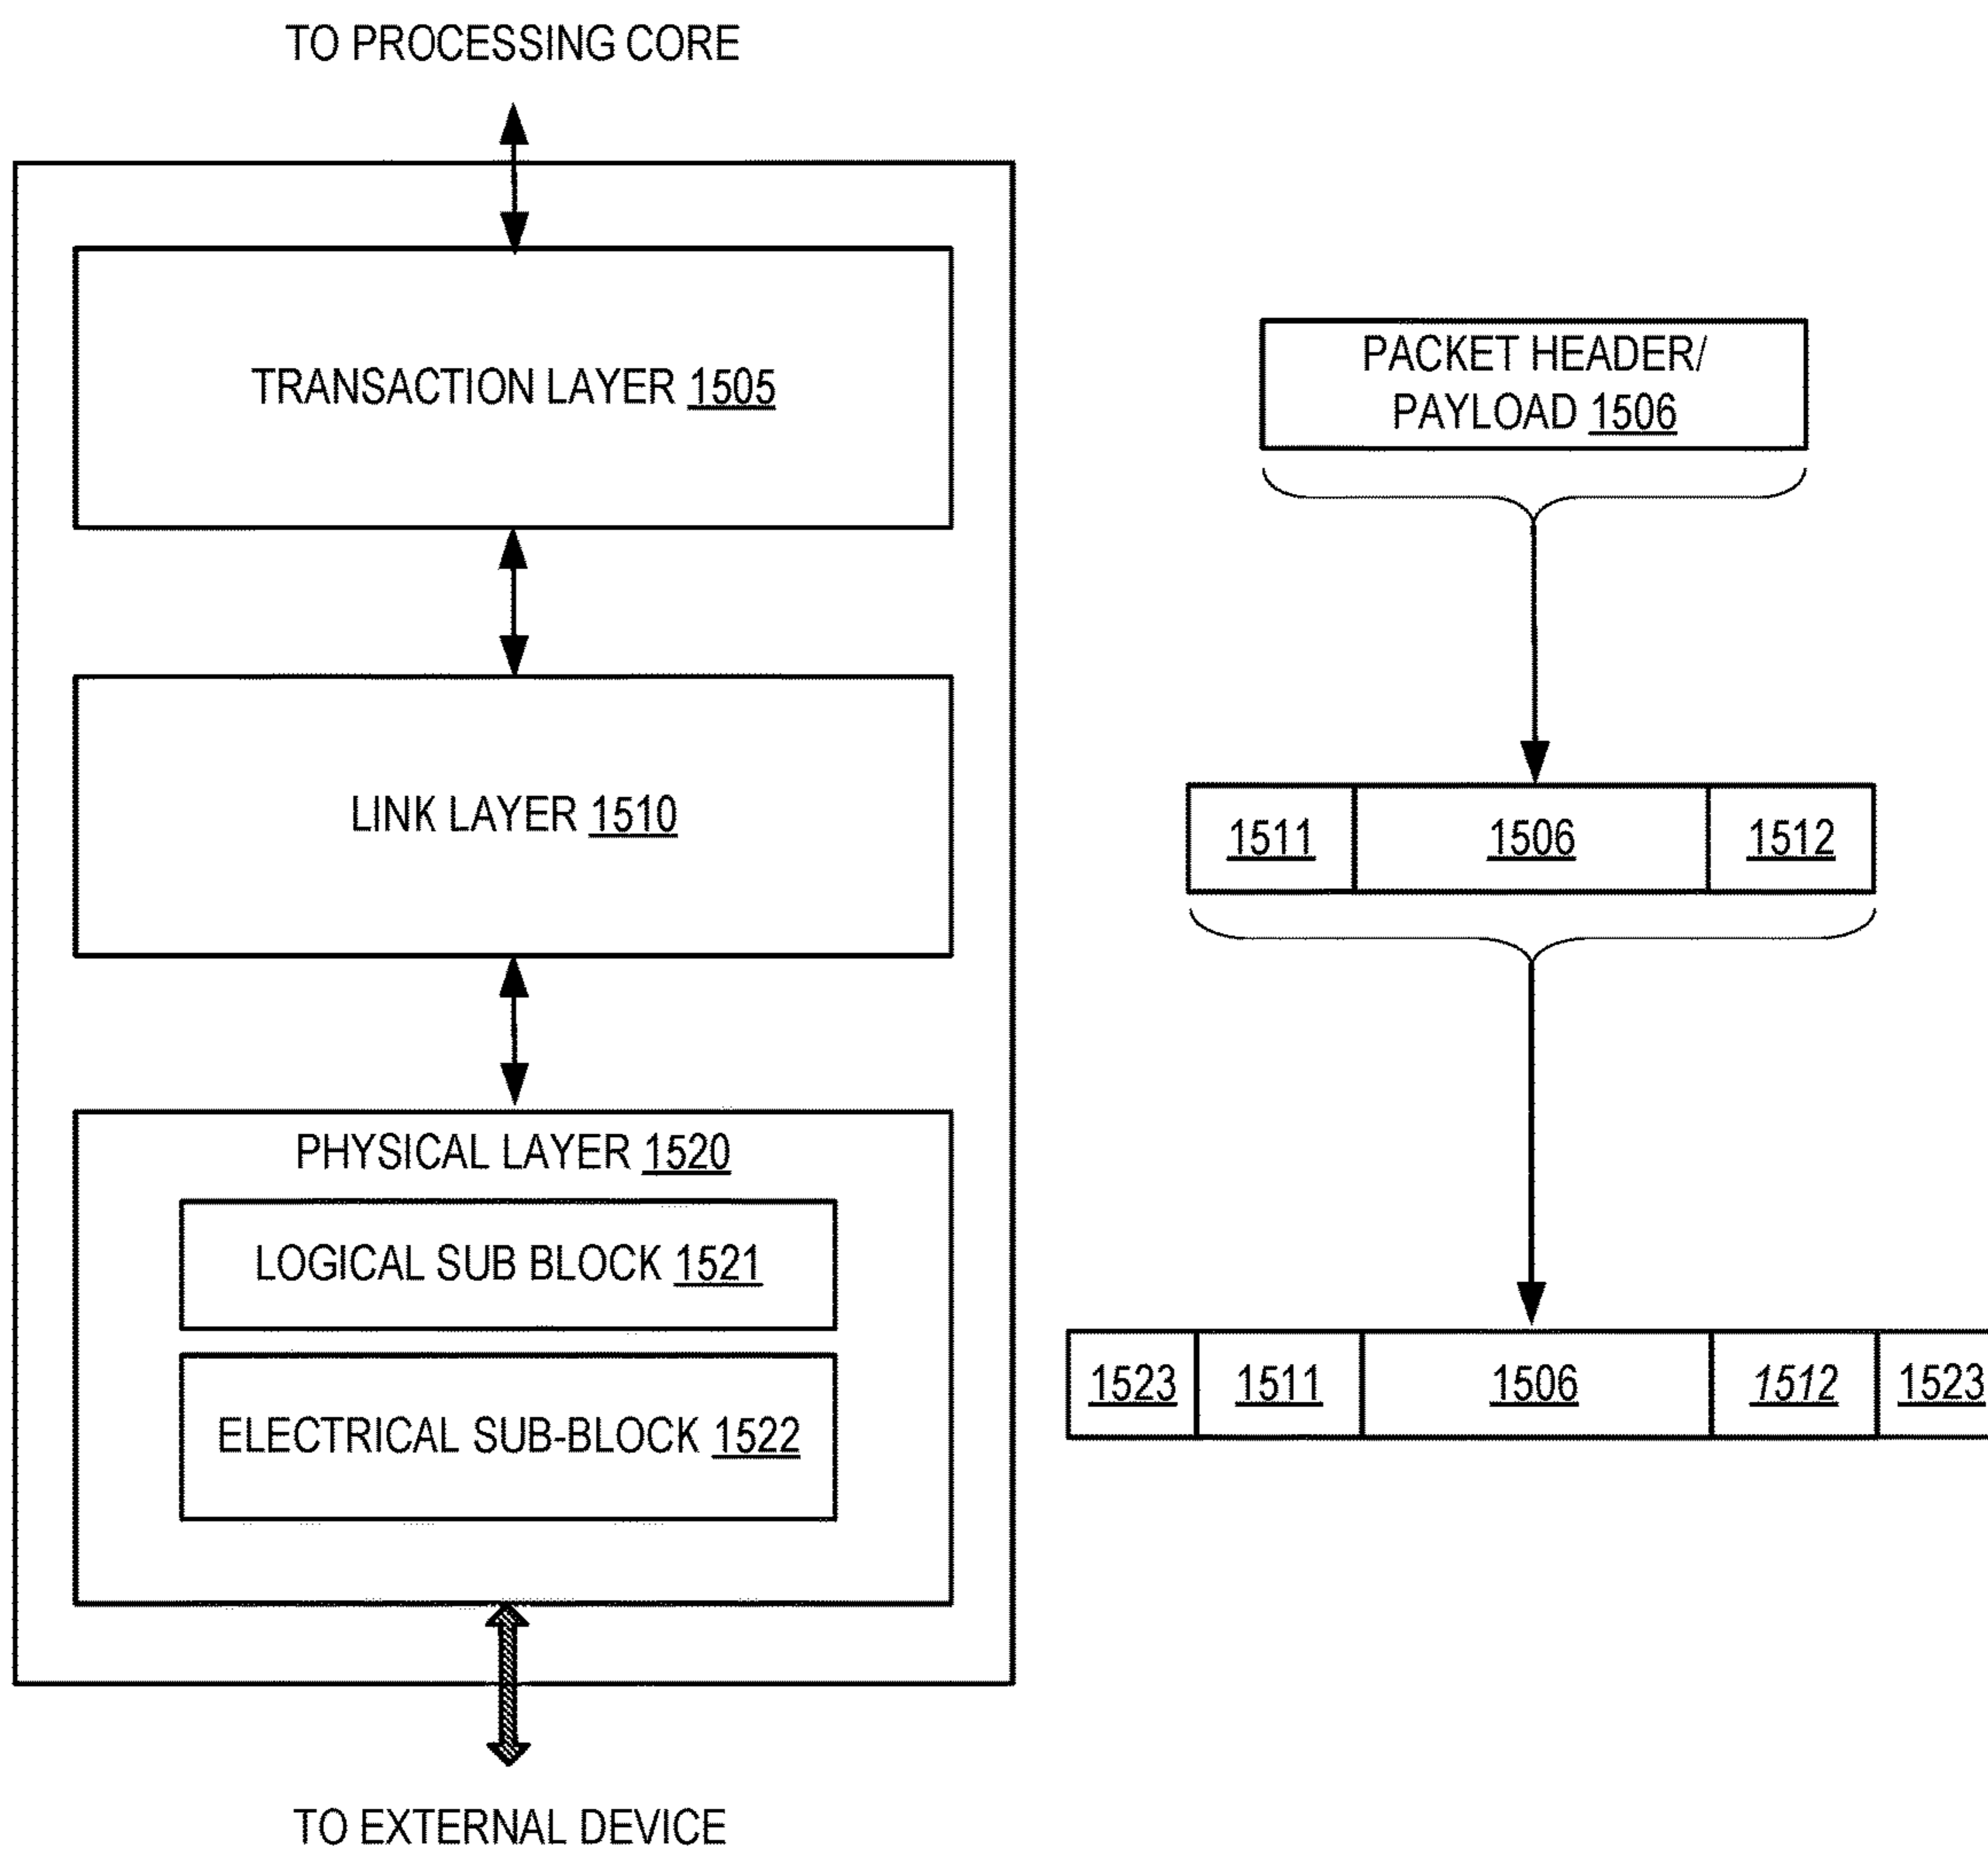 TO PROCESSING CORE
TRANSACTION LAYER 1505
PACKET HEADER/
PAYLOAD 1506
LINK LAYER 1510
1511 1506 1512
PHYSICAL LAYER 1520
LOGICAL SUB BLOCK 1521
ELECTRICAL SUB-BLOCK 1522
1523 1511 1506 1512 1523
TO EXTERNAL DEVICE